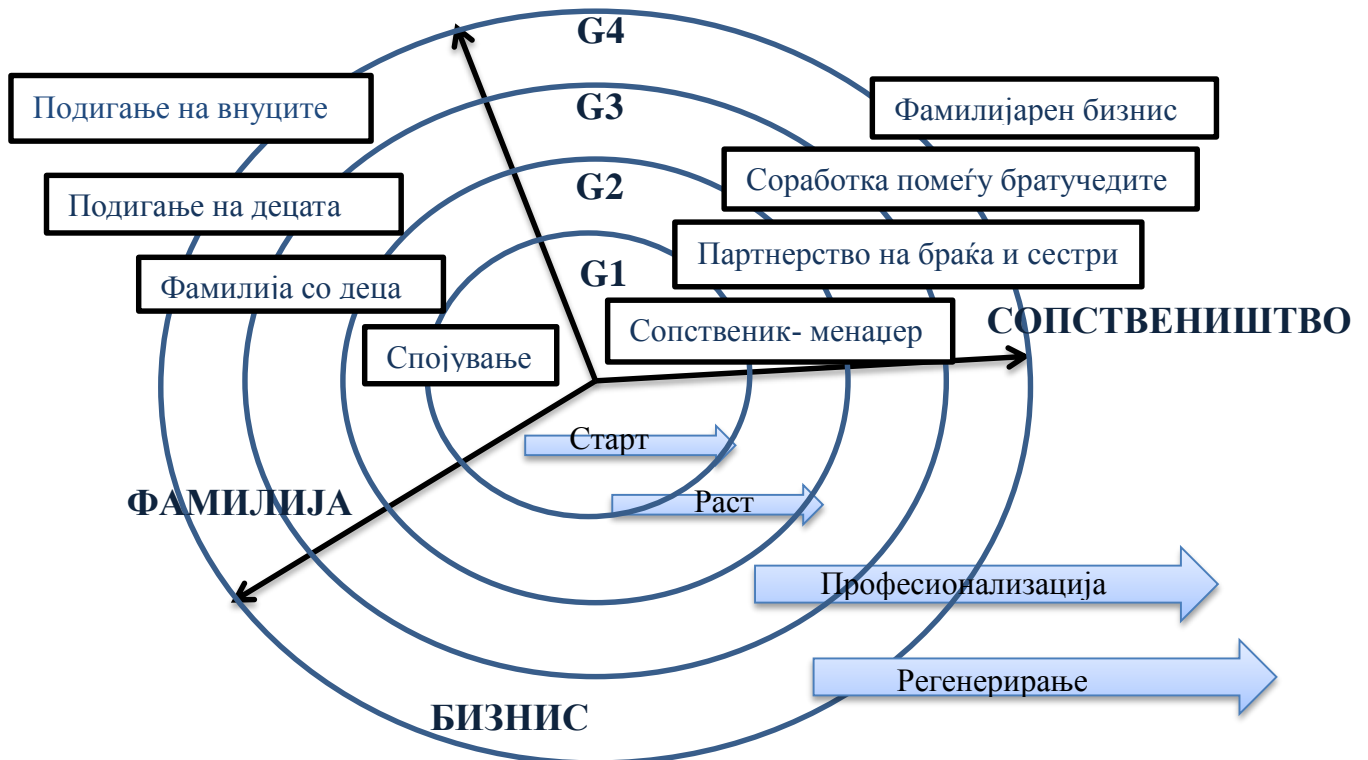 G4
Подигање на внуците
G3
Фамилијарен бизнис
Соработка помеѓу братучедите
G2
Подигање на децата
Партнерство на браќа и сестри
G1
Фамилија со деца
СОПСТВЕНИШТВО
Сопственик- менаџер
Спојување
Старт
ФАМИЛИЈА
Раст
Професионализација
Регенерирање
БИЗНИС